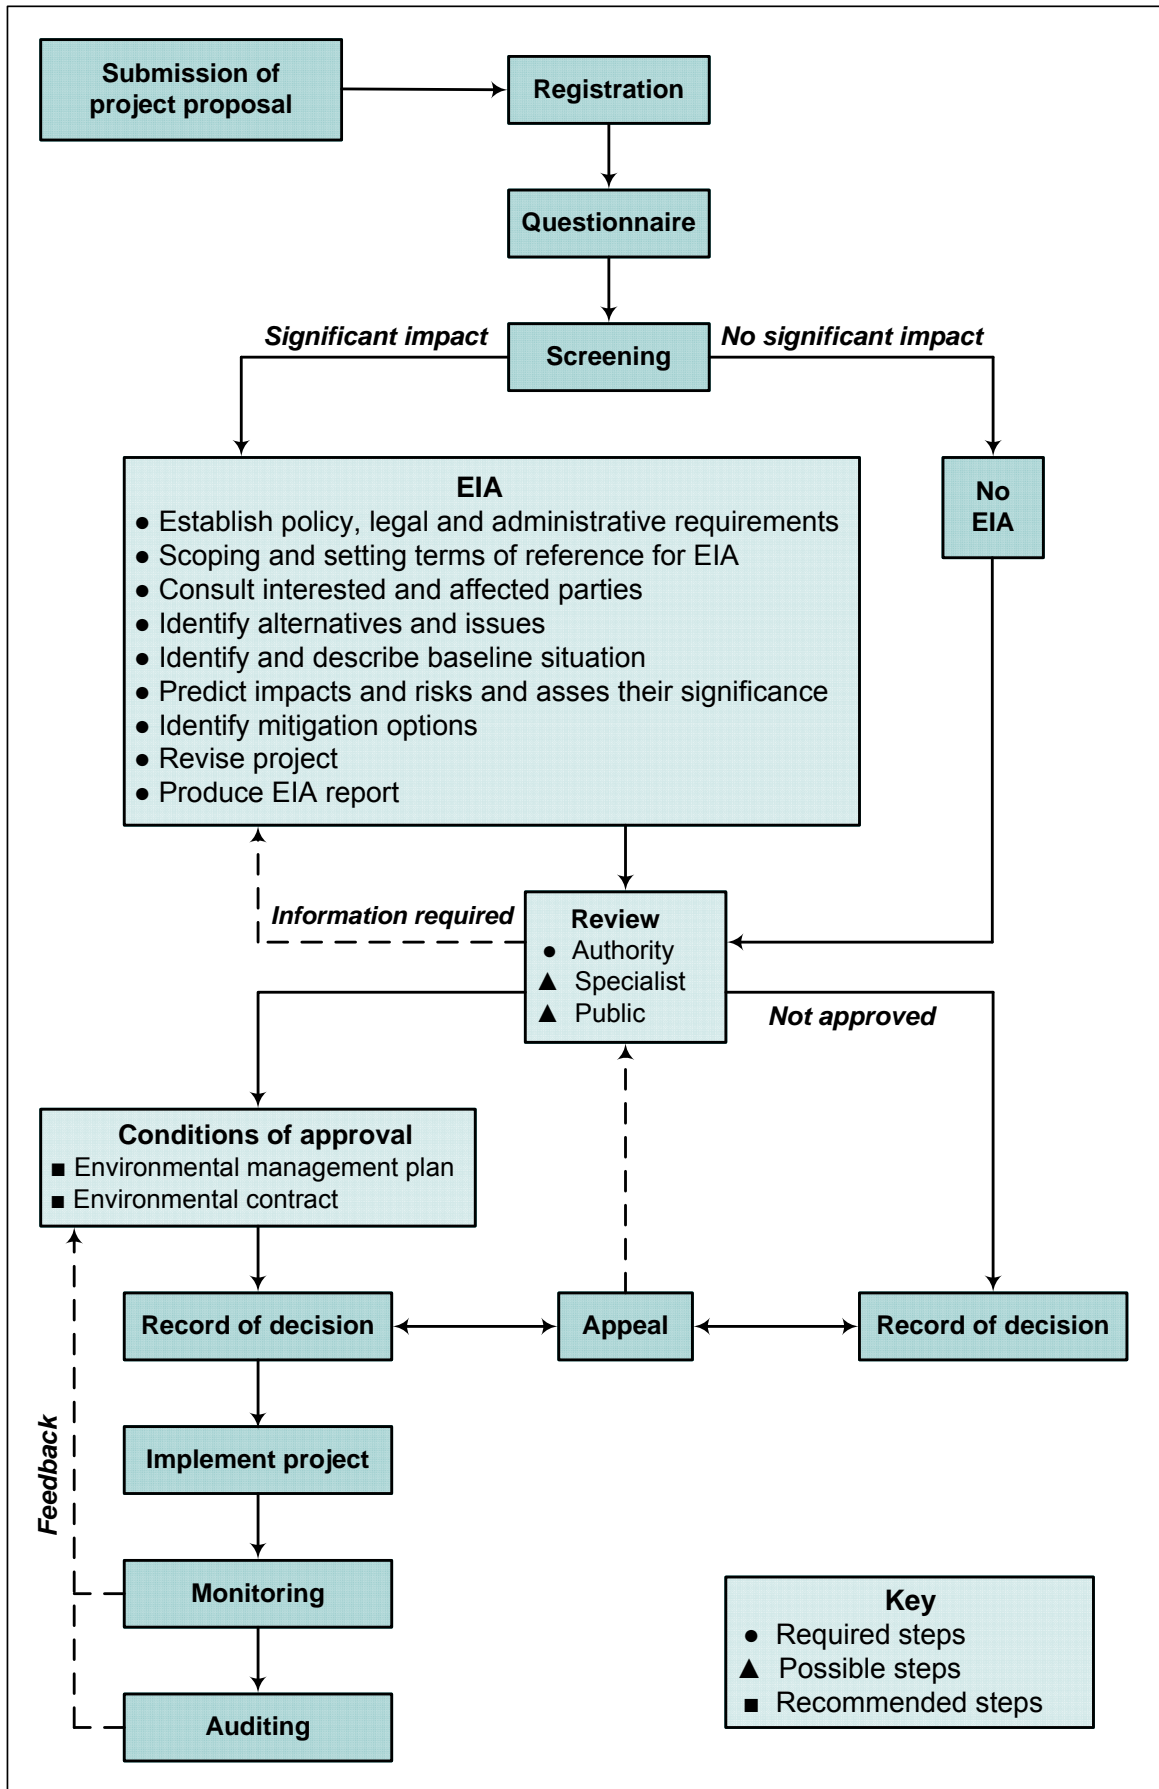 Submission of
project proposal
Registration
Questionnaire
Significant impact
No significant impact
Screening
EIA
● Establish policy, legal and administrative requirements
● Scoping and setting terms of reference for EIA
● Consult interested and affected parties
● Identify alternatives and issues
● Identify and describe baseline situation
● Predict impacts and risks and asses their significance
● Identify mitigation options
● Revise project
● Produce EIA report
No
EIA
Information required
Review
● Authority
▲ Specialist
▲ Public
Not approved
Conditions of approval
■ Environmental management plan
■ Environmental contract
Record of decision
Appeal
Record of decision
Feedback
Implement project
Monitoring
Auditing
Key
● Required steps
▲ Possible steps
■ Recommended steps